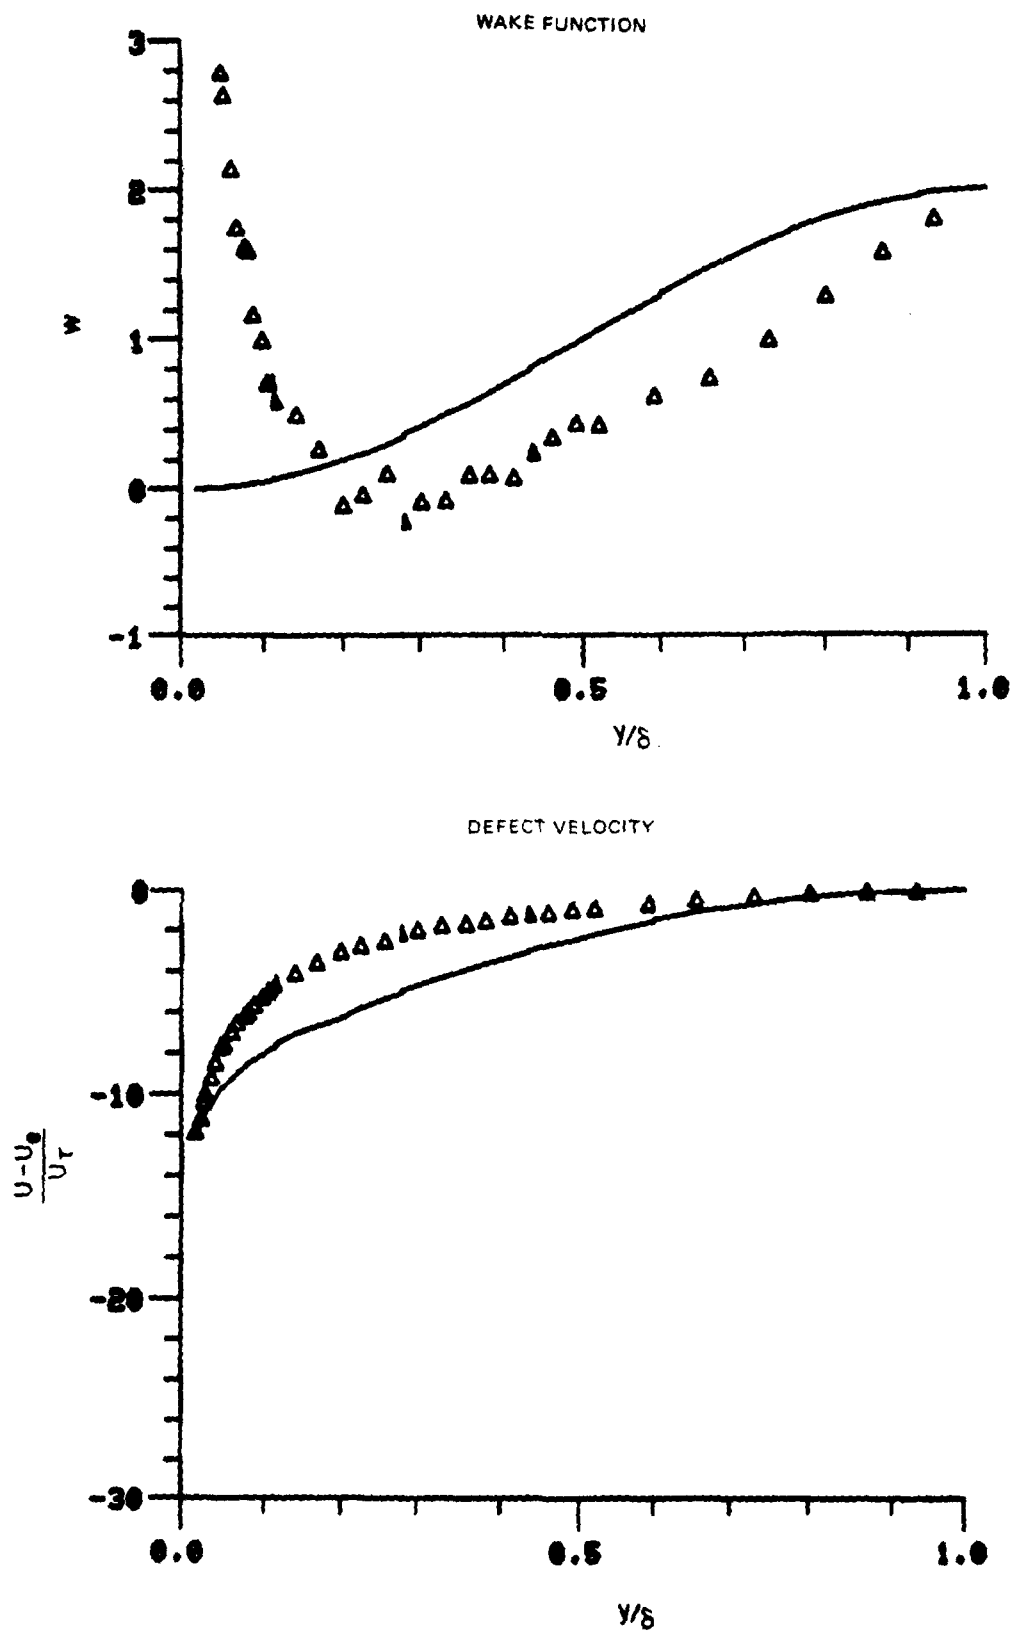 WAKE FUNCTION
3
2
1
0
-1
W
0.0 0.5 1.0
y/δ
DEFECT VELOCITY
0
-10
-20
-30
U-Ue
Uτ
0.0 0.5 1.0
y/δ